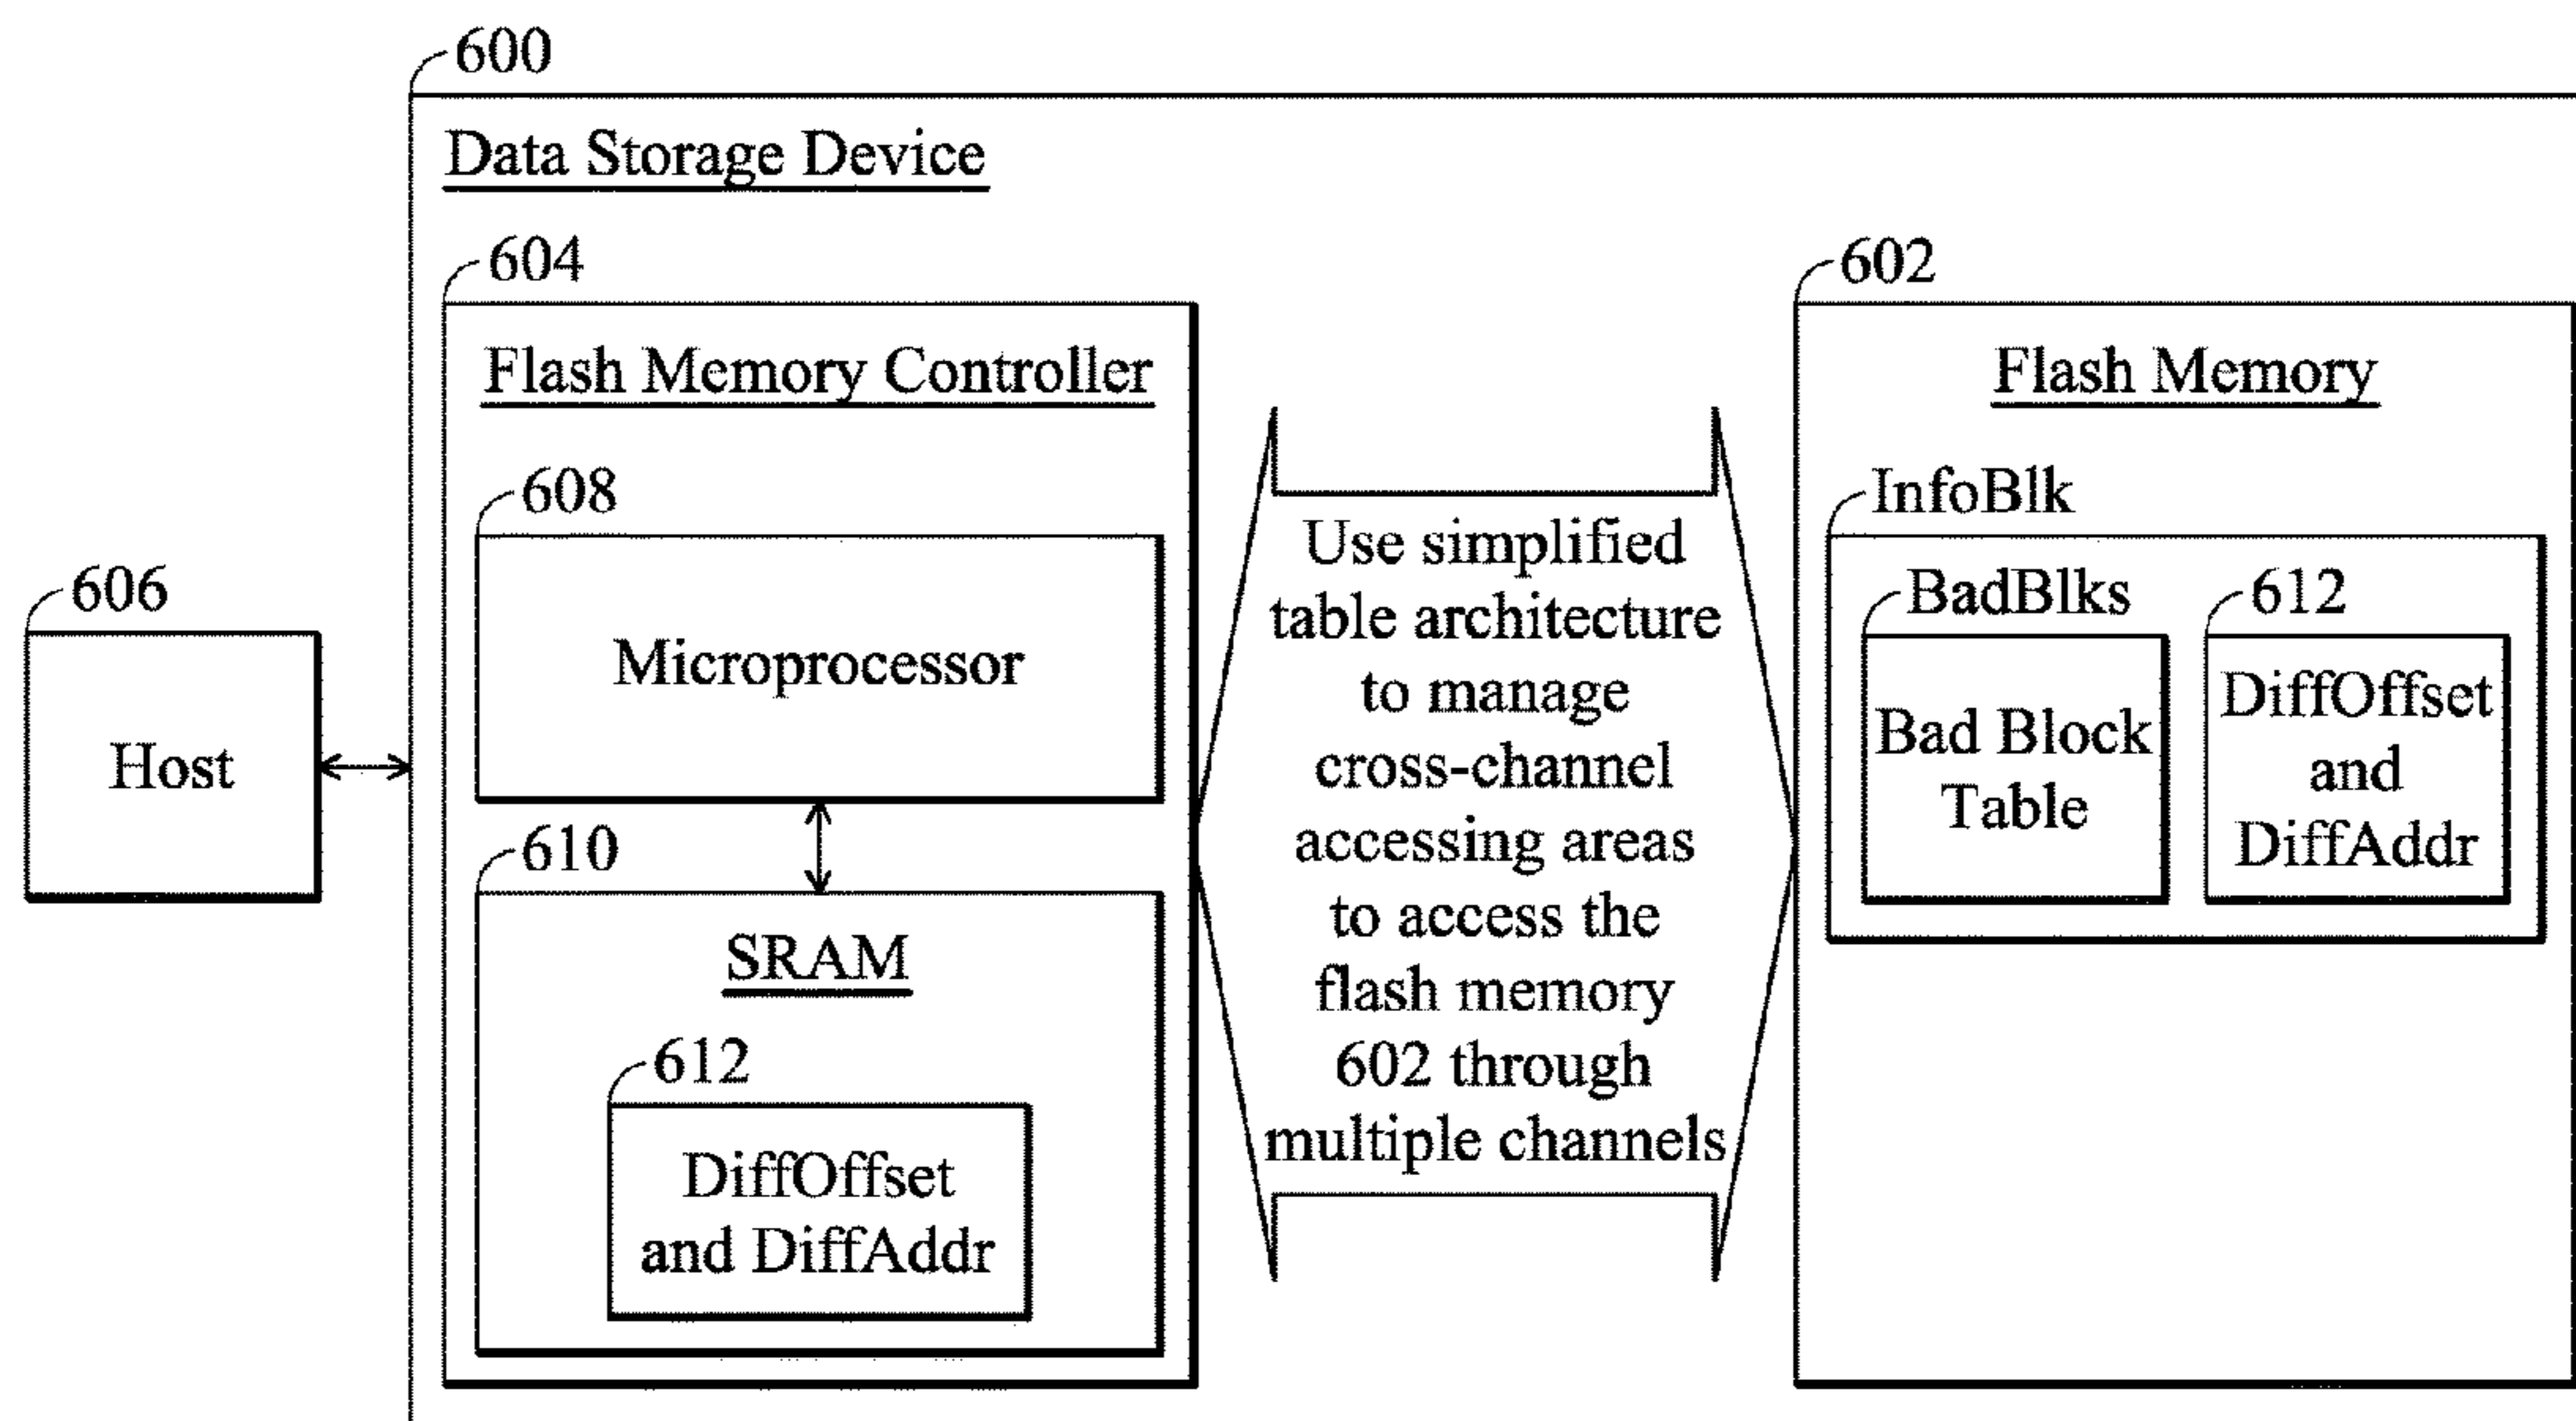 600
Data Storage Device
604
Flash Memory Controller
608
Microprocessor
610
SRAM
612
DiffOffset
and DiffAddr
606
Host
Use simplified
table architecture
to manage
cross-channel
accessing areas
to access the
flash memory
602 through
multiple channels
602
Flash Memory
InfoBlk
BadBlks
Bad Block
Table
612
DiffOffset
and
DiffAddr